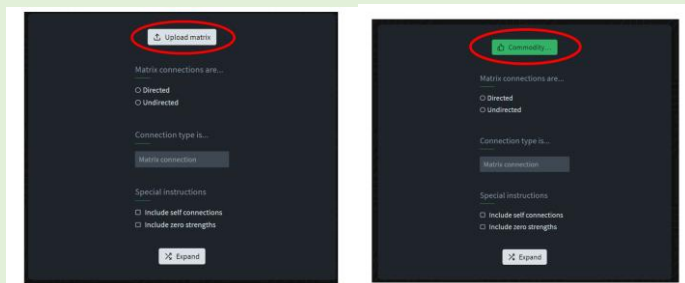 Upload matrix
Matrix connections are...
Directed
Undirected
Connection type is...
Matrix connection
Special instructions
Include self connections
Include zero strengths
Expand
Commodity...
Matrix connections are...
Directed
Undirected
Connection type is...
Matrix connection
Special instructions
Include self connections
Include zero strengths
Expand